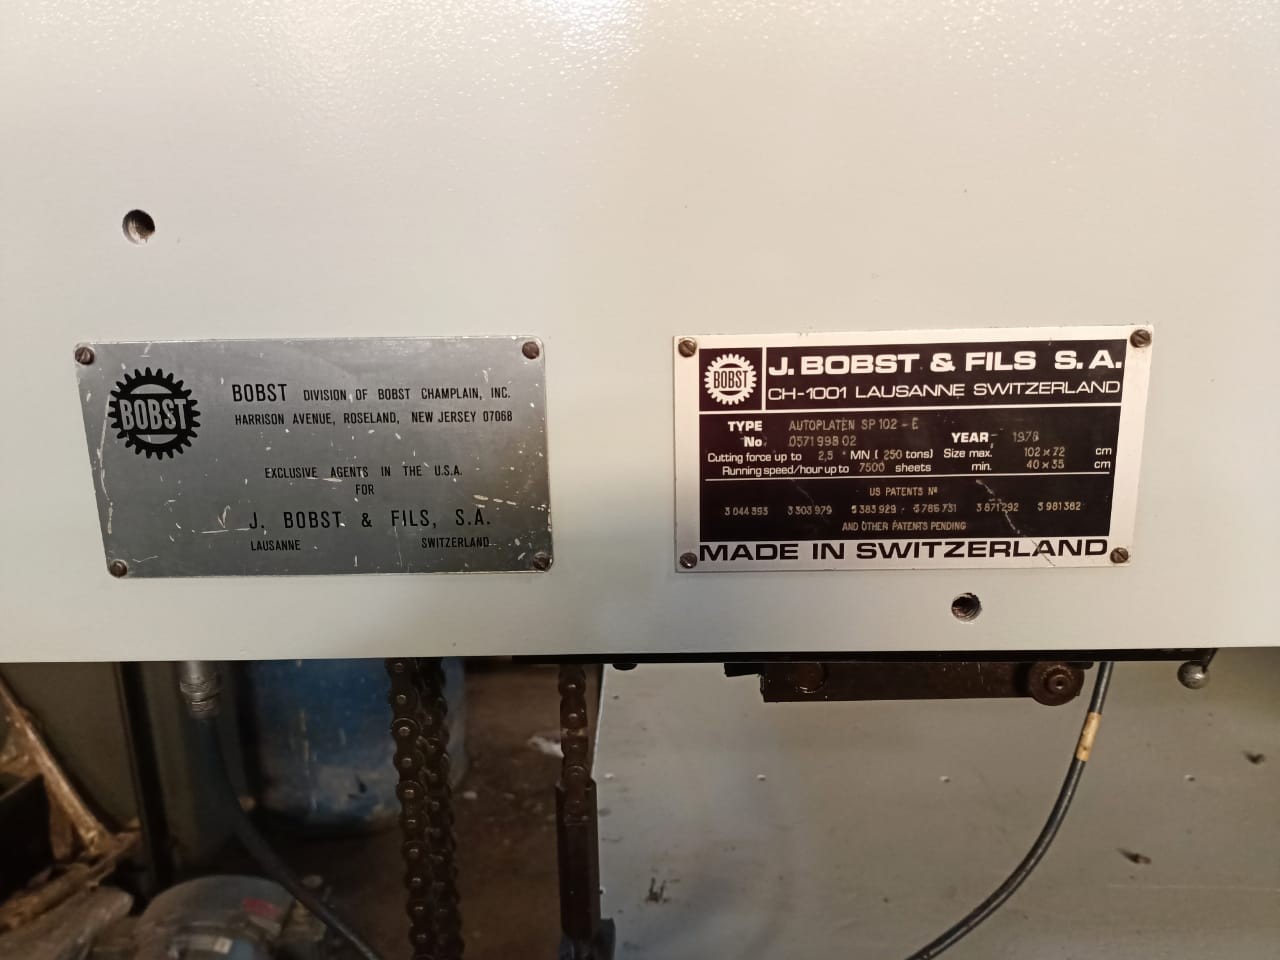 BOBST
BOBST DIVISION OF BOBST CHAMPLAIN, INC.
HARRISON AVENUE, ROSELAND, NEW JERSEY 07068
EXCLUSIVE AGENTS IN THE U.S.A.
FOR
J. BOBST & FILS, S.A.
LAUSANNE SWITZERLAND
BOBST
J. BOBST & FILS S.A.
CH-1001 LAUSANNE SWITZERLAND
TYPE AUTOPLATEN SP 102-E
No. 0571 998 02 YEAR 1978
Cutting force up to 2,5 MN ( 250 tons) Size max. 102 x 72 cm
Running speed/hour up to 7500 sheets min. 40 x 35 cm
US PATENTS Nº
3 044 393 3 303 979 3 383 929 3 786 731 3 871 292 3 981 382
AND OTHER PATENTS PENDING
MADE IN SWITZERLAND